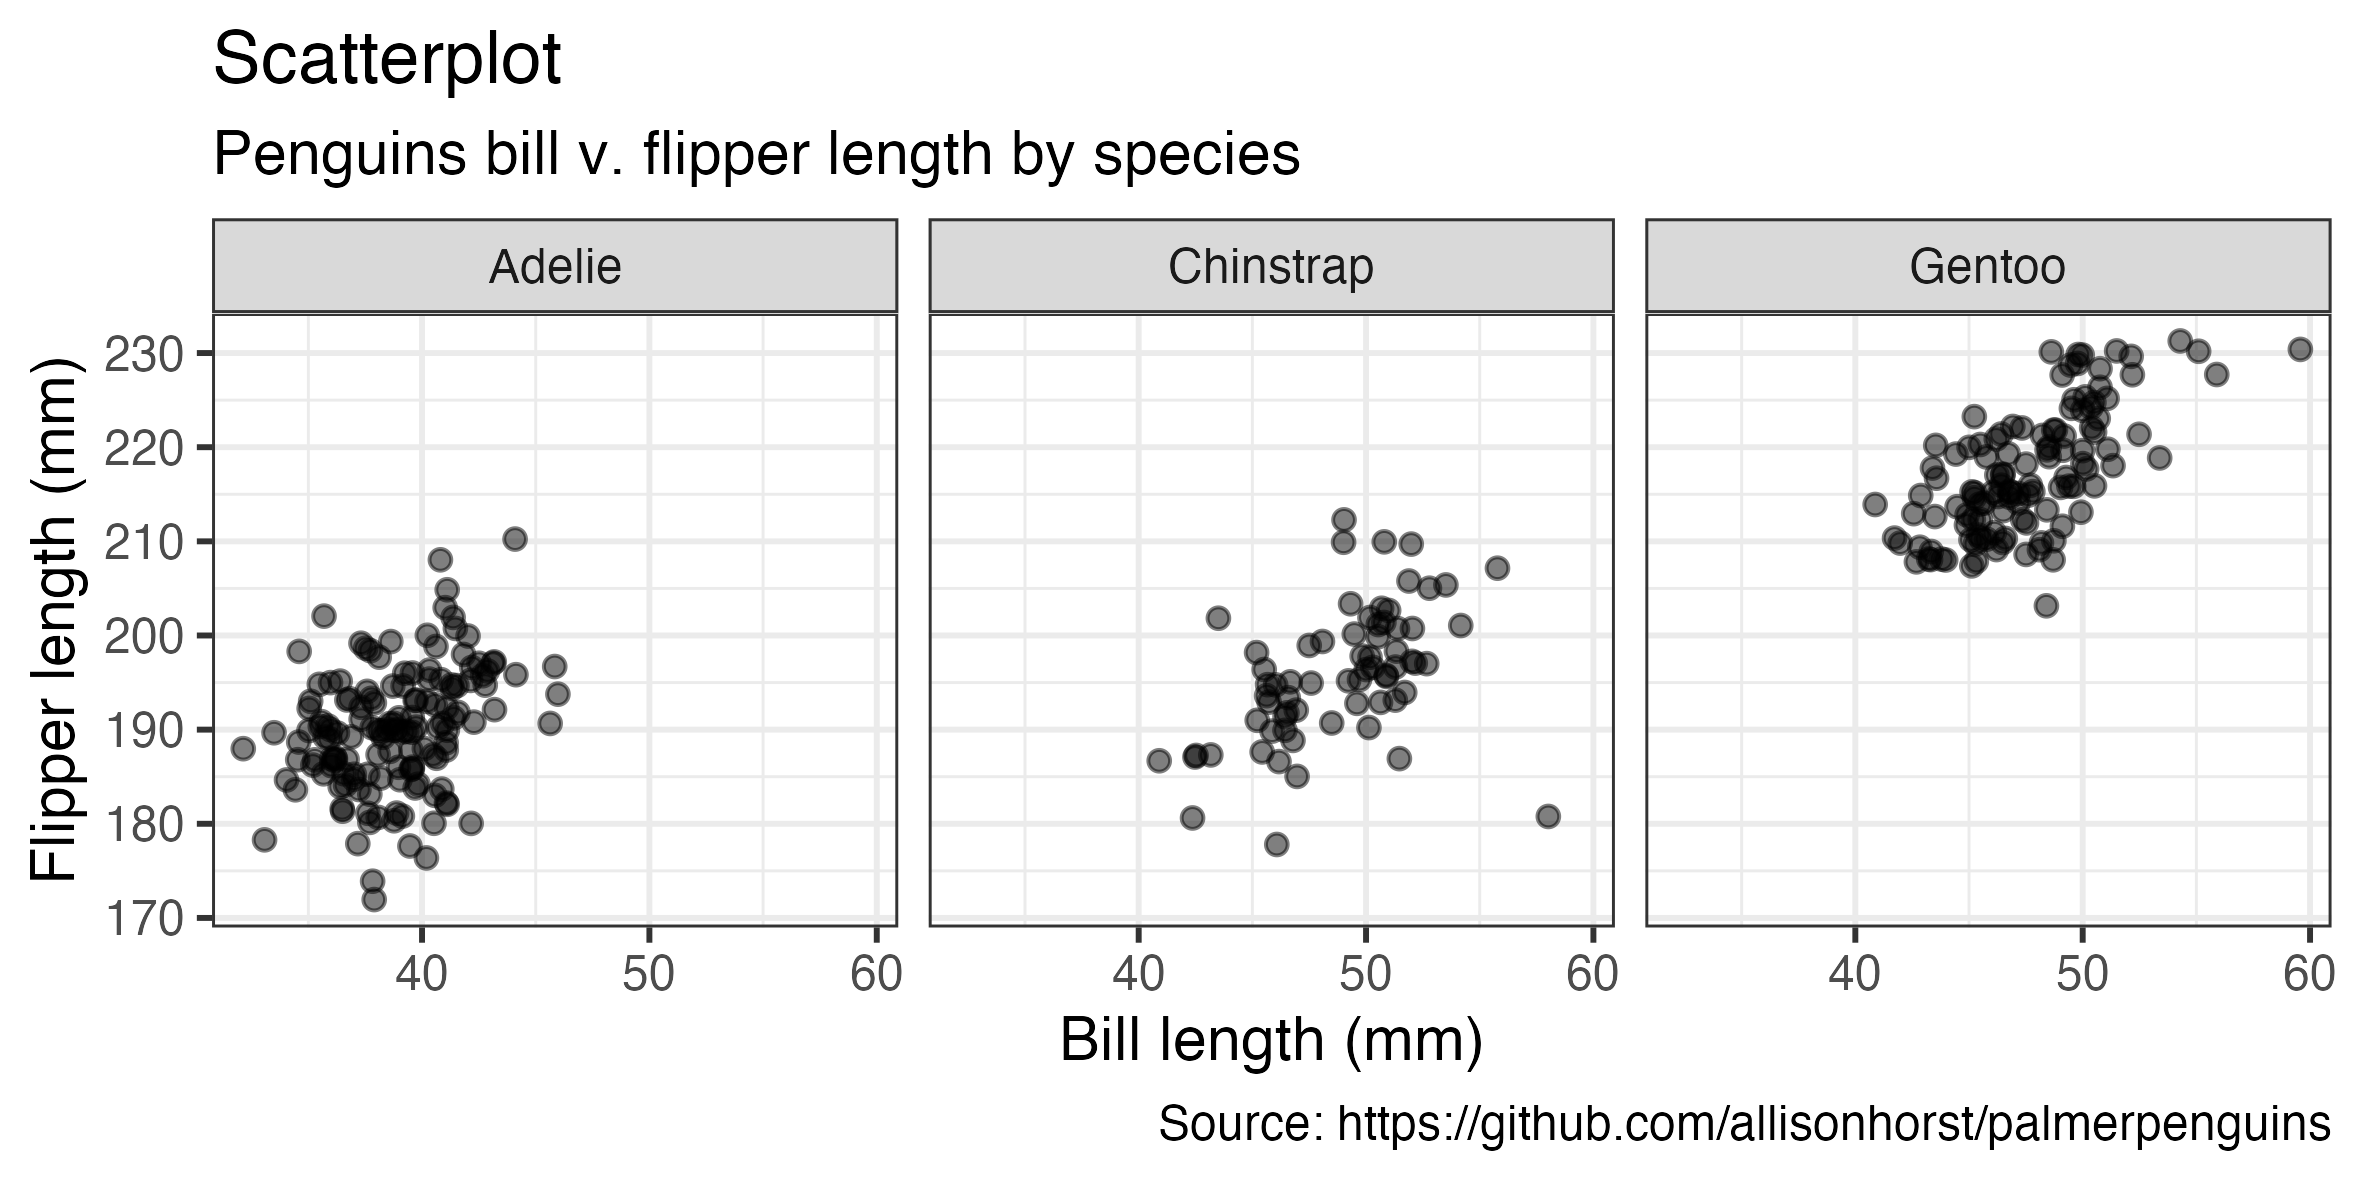 Scatterplot
Penguins bill v. flipper length by species
Adelie
Chinstrap
Gentoo
Flipper length (mm)
230
220
210
200
190
180
170
40 50 60
40 50 60
40 50 60
Bill length (mm)
Source: https://github.com/allisonhorst/palmerpenguins